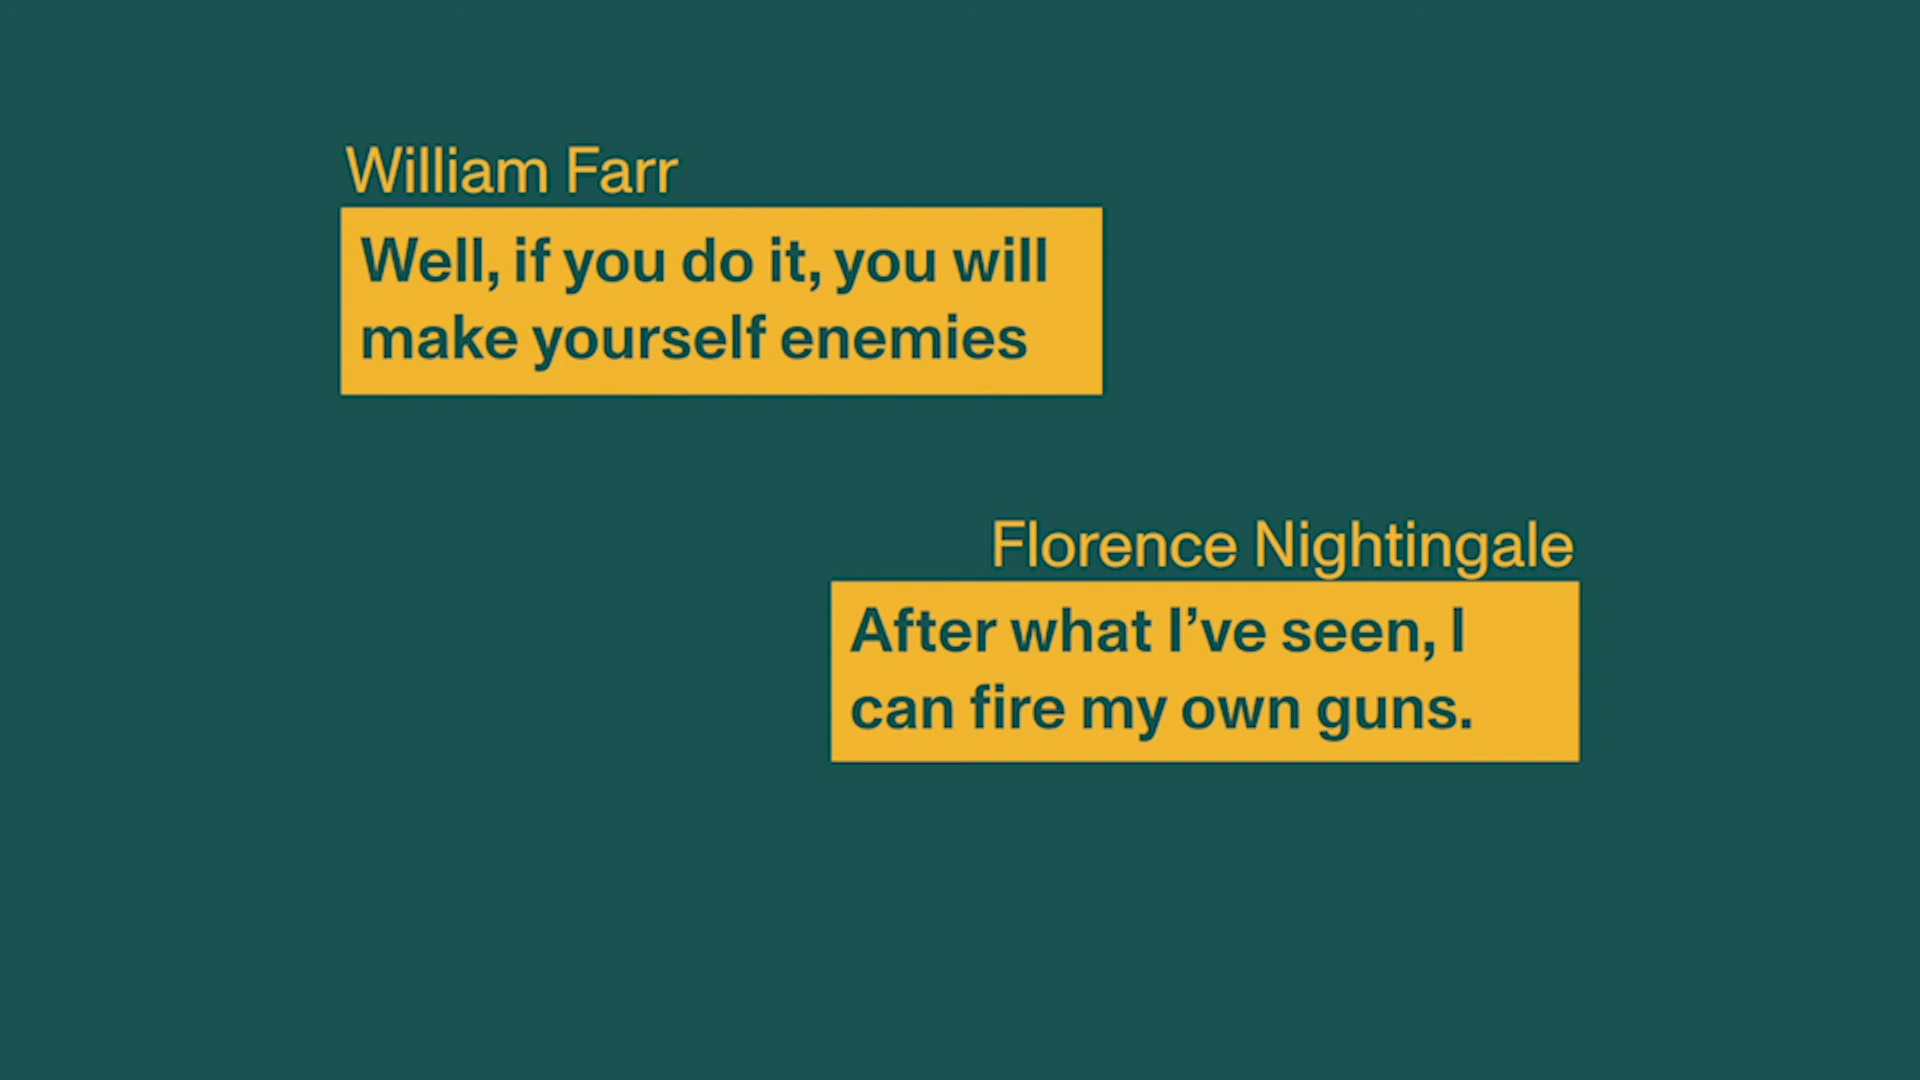 William Farr
Well, if you do it, you will
make yourself enemies
Florence Nightingale
After what I’ve seen, I
can fire my own guns.